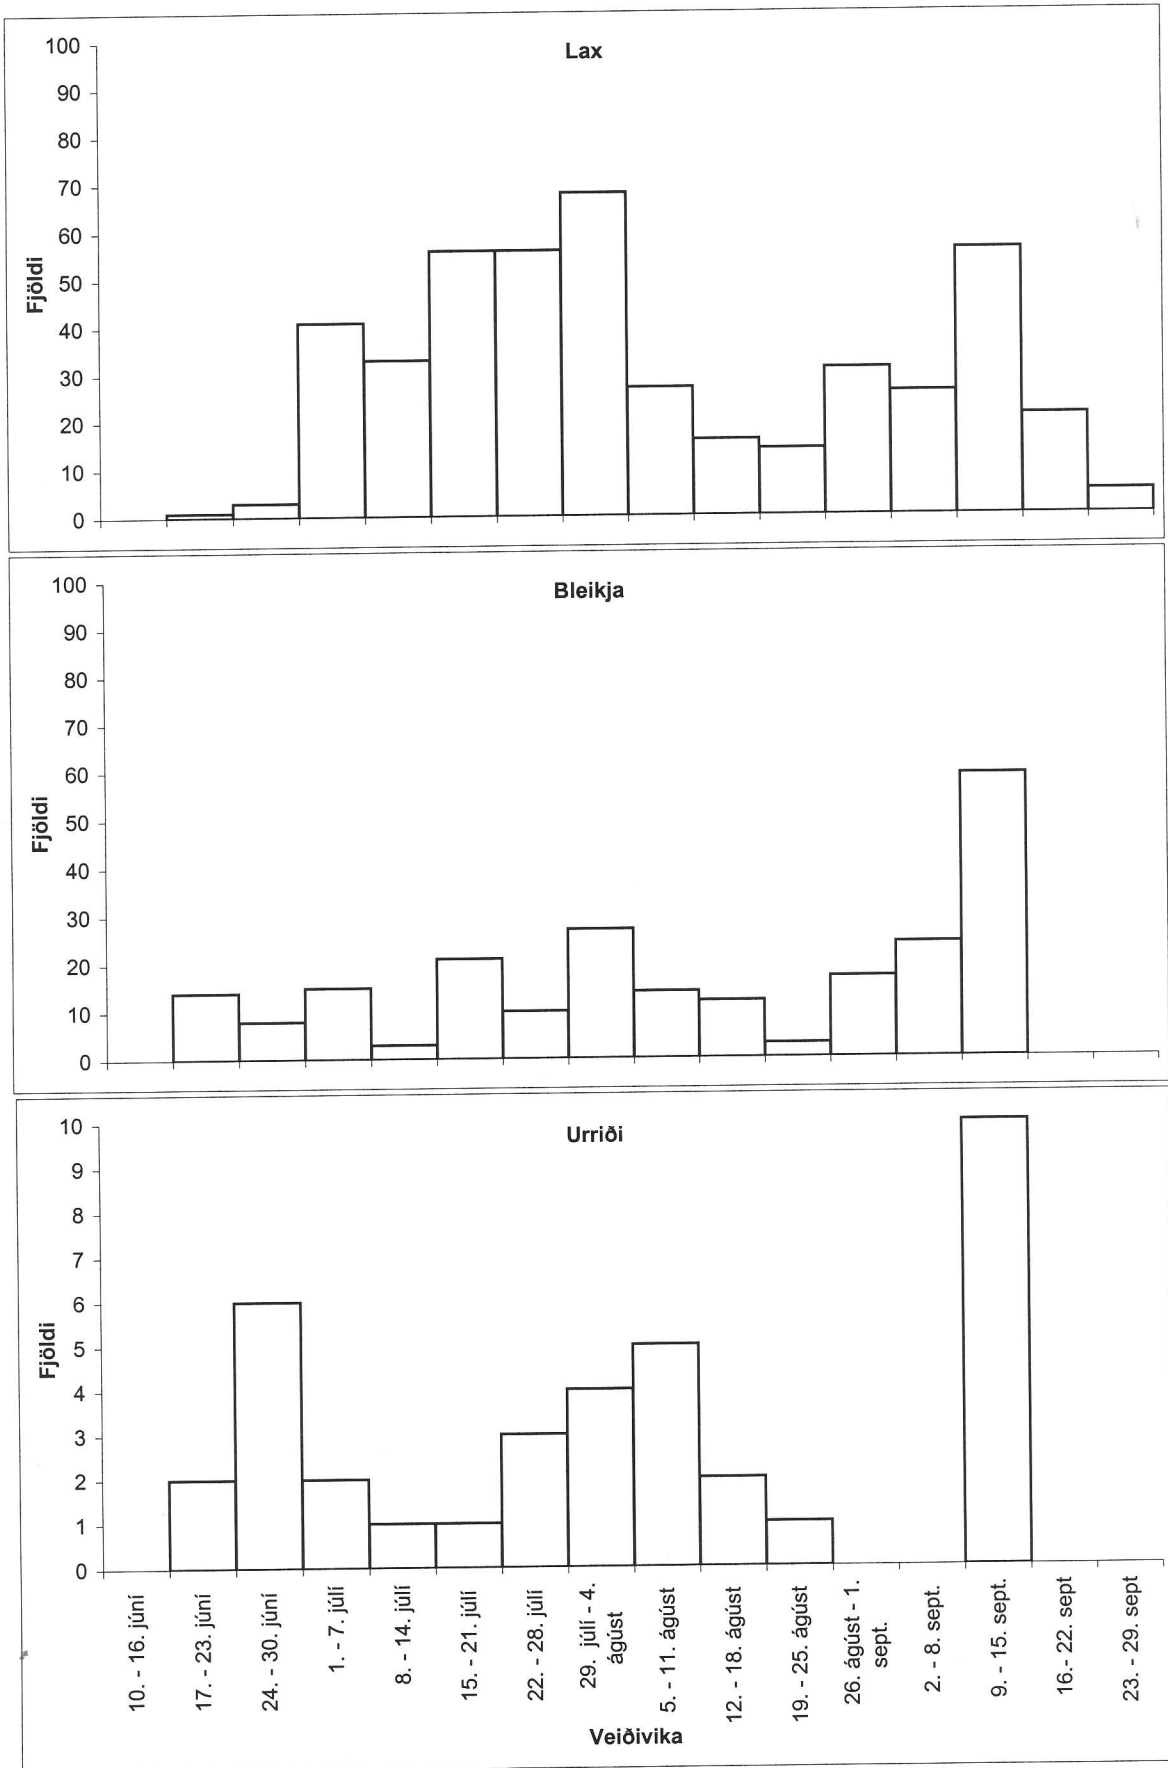 Lax
100
90
80
70
60
50
40
30
20
10
0
Fjöldi
Bleikja
100
90
80
70
60
50
40
30
20
10
0
Fjöldi
Urriði
10
9
8
7
6
5
4
3
2
1
0
Fjöldi
10. - 16. júní
17. - 23. júní
24. - 30. júní
1. - 7. júlí
8. - 14. júlí
15. - 21. júlí
22. - 28. júlí
29. júlí - 4.
ágúst
5. - 11. ágúst
12. - 18. ágúst
19. - 25. ágúst
26. ágúst - 1.
sept.
2. - 8. sept.
9. - 15. sept.
16.- 22. sept
23. - 29. sept
Veiðivika